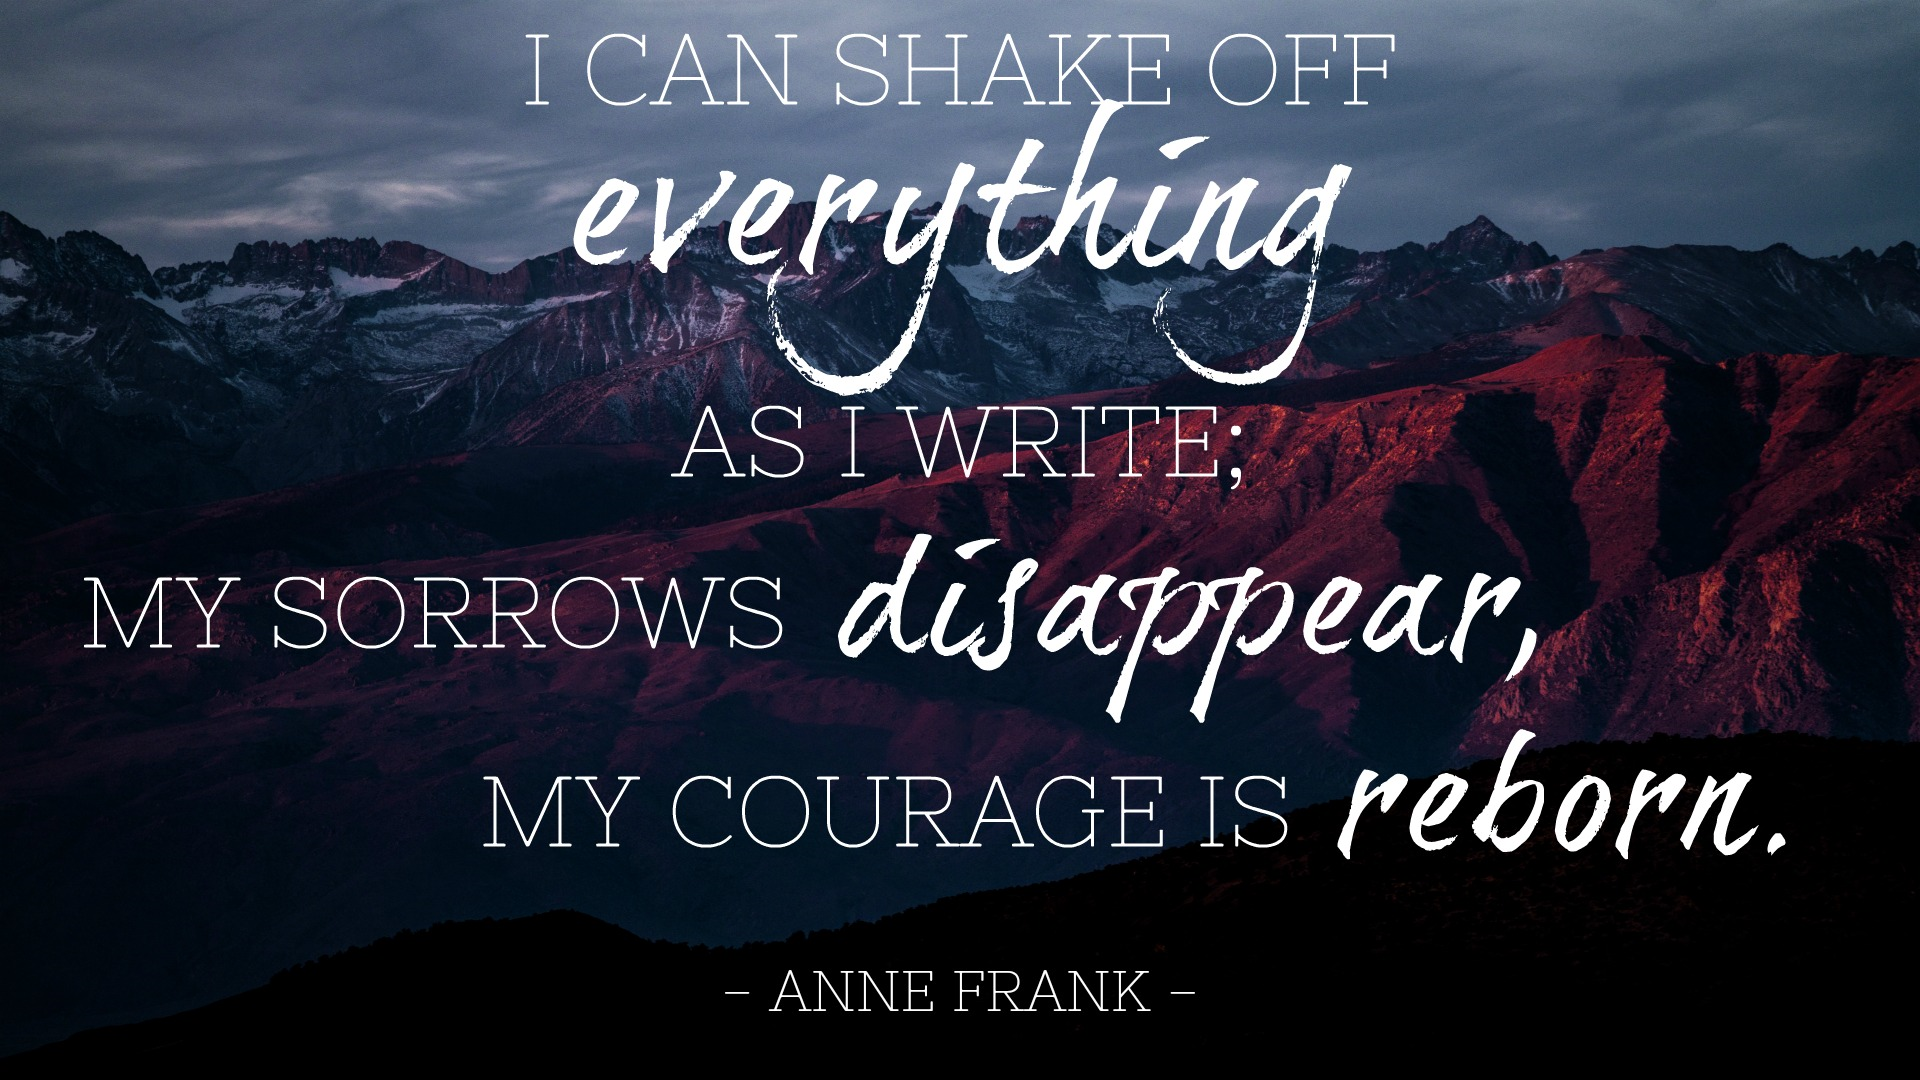 I CAN SHAKE OFF
everything
AS I WRITE;
MY SORROWS disappear,
MY COURAGE IS reborn.
– ANNE FRANK –